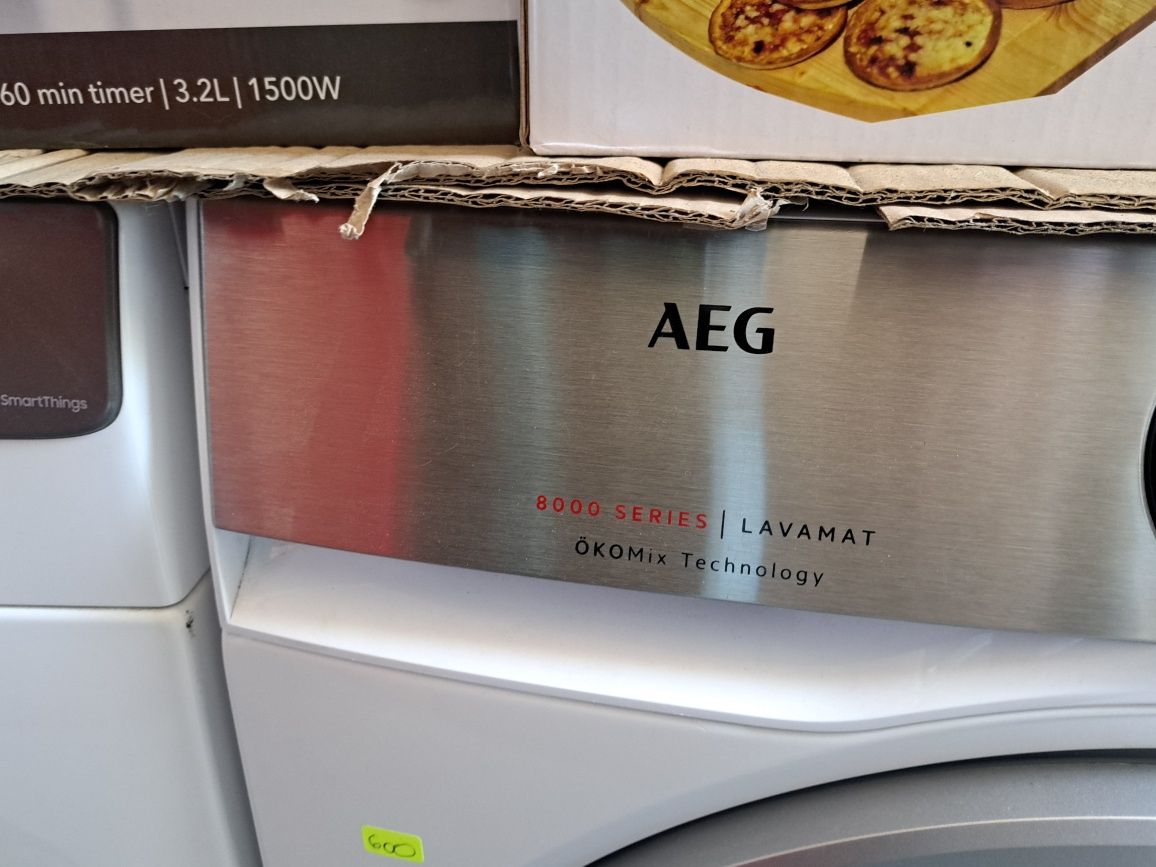 60 min timer | 3.2L | 1500W
SmartThings
AEG
8000 SERIES | LAVAMAT
ÖKOMix Technology
600